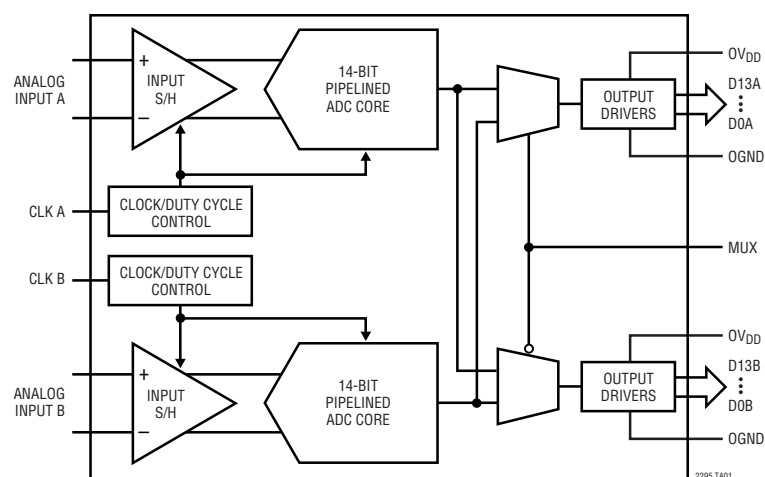 ANALOG
INPUT A
+
−
INPUT
S/H
14-BIT
PIPELINED
ADC CORE
OUTPUT
DRIVERS
OVDD
D13A
D0A
OGND
CLK A
CLOCK/DUTY CYCLE
CONTROL
MUX
CLK B
CLOCK/DUTY CYCLE
CONTROL
ANALOG
INPUT B
+
−
INPUT
S/H
14-BIT
PIPELINED
ADC CORE
OUTPUT
DRIVERS
OVDD
D13B
D0B
OGND
2295 TA01